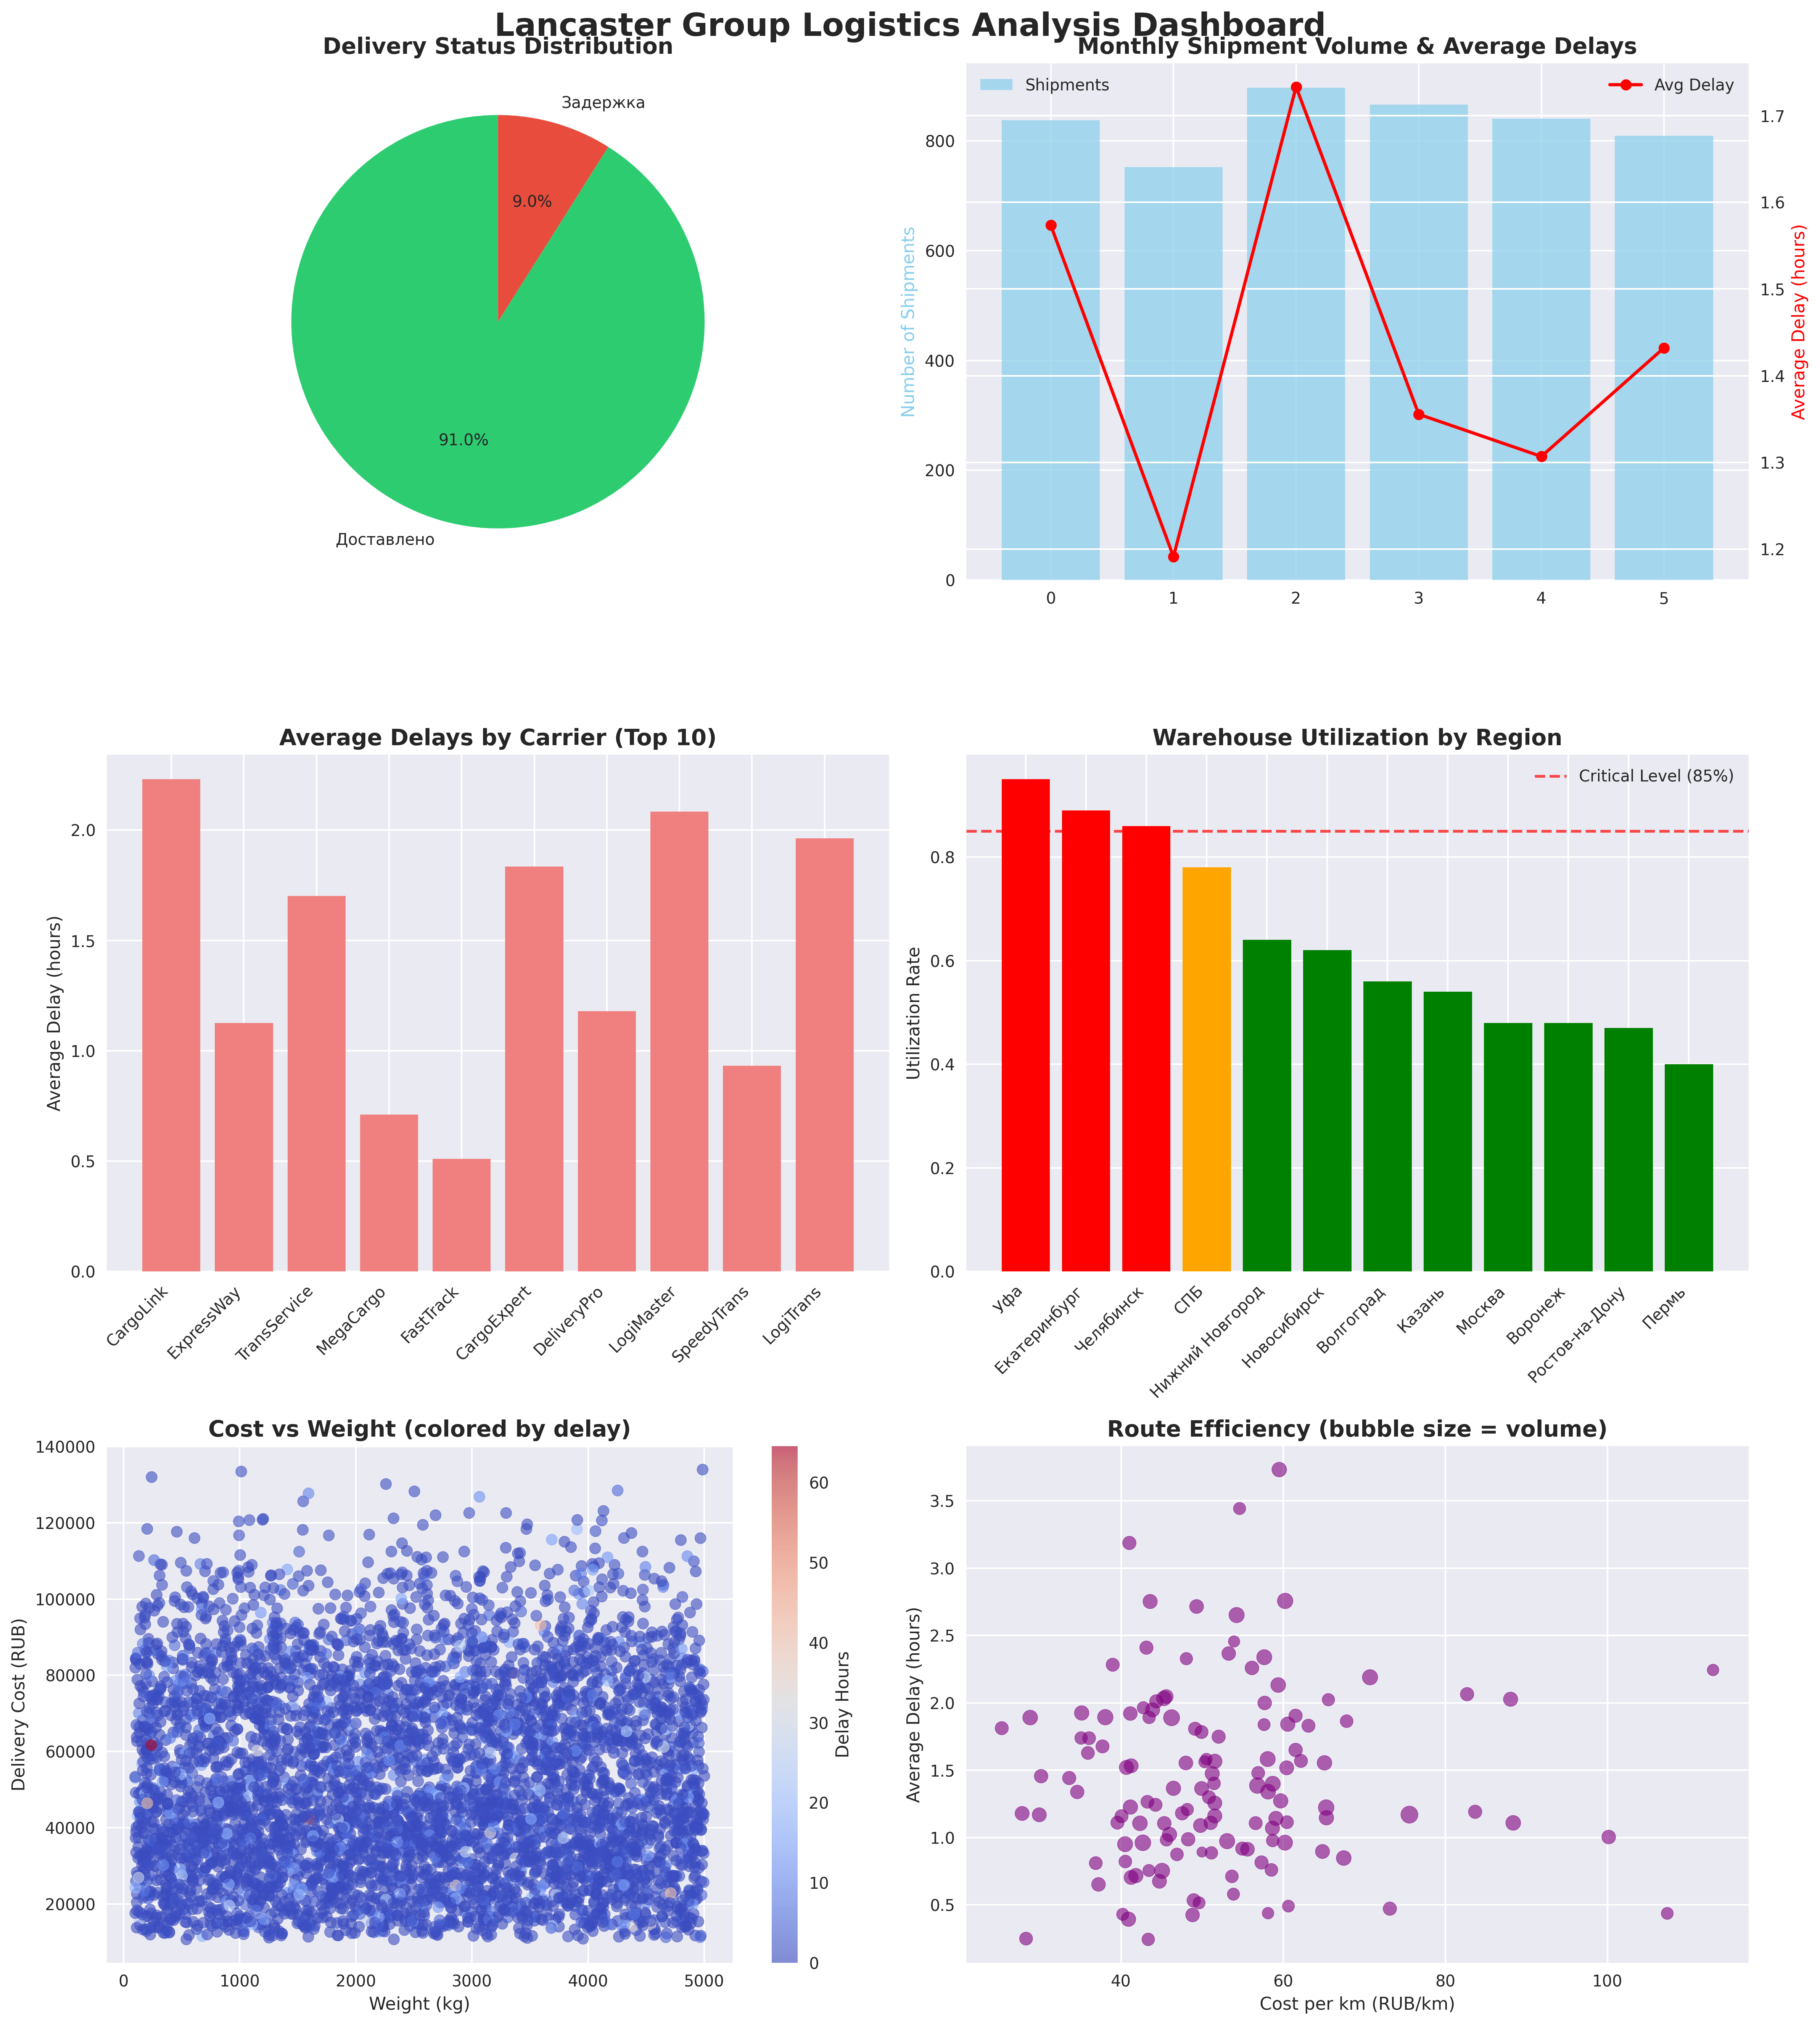 Lancaster Group Logistics Analysis Dashboard
Delivery Status Distribution
Задержка
9.0%
91.0%
Доставлено
Monthly Shipment Volume & Average Delays
Shipments
Avg Delay
Number of Shipments
800
600
400
200
0
0 1 2 3 4 5
1.7
1.6
1.5
1.4
1.3
1.2
Average Delay (hours)
Average Delays by Carrier (Top 10)
Average Delay (hours)
2.0
1.5
1.0
0.5
0.0
CargoLink
ExpressWay
TransService
MegaCargo
FastTrack
CargoExpert
DeliveryPro
LogiMaster
SpeedyTrans
LogiTrans
Warehouse Utilization by Region
Critical Level (85%)
Utilization Rate
0.8
0.6
0.4
0.2
0.0
Уфа
Екатеринбург
Челябинск
СПБ
Нижний Новгород
Новосибирск
Волгоград
Казань
Москва
Воронеж
Ростов-на-Дону
Пермь
Cost vs Weight (colored by delay)
Delivery Cost (RUB)
140000
120000
100000
80000
60000
40000
20000
0 1000 2000 3000 4000 5000
Weight (kg)
60
50
40
30
20
10
0
Delay Hours
Route Efficiency (bubble size = volume)
Average Delay (hours)
3.5
3.0
2.5
2.0
1.5
1.0
0.5
40 60 80 100
Cost per km (RUB/km)